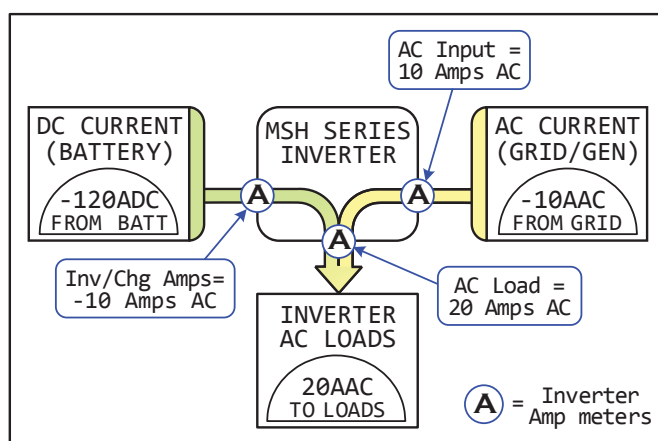 AC Input =
10 Amps AC
DC CURRENT
(BATTERY)
-120ADC
FROM BATT
MSH SERIES
INVERTER
AC CURRENT
(GRID/GEN)
-10AAC
FROM GRID
A
A
A
Inv/Chg Amps=
-10 Amps AC
AC Load =
20 Amps AC
INVERTER
AC LOADS
20AAC
TO LOADS
A = Inverter
Amp meters